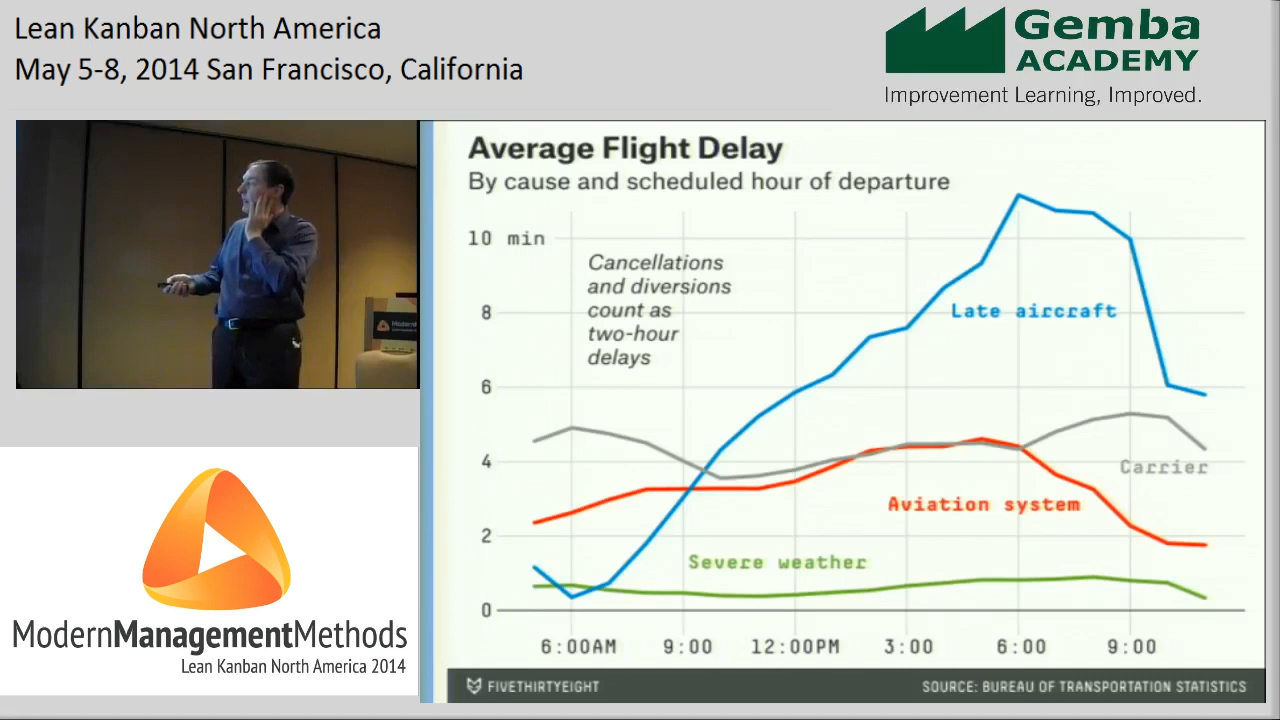 Lean Kanban North America
May 5-8, 2014 San Francisco, California
Gemba
ACADEMY
Improvement Learning, Improved.
Average Flight Delay
By cause and scheduled hour of departure
10 min
Cancellations
and diversions
count as
two-hour
delays
8
Late aircraft
6
4
Carrier
Aviation system
2
Severe weather
0
6:00AM 9:00 12:00PM 3:00 6:00 9:00
FIVETHIRTYEIGHT SOURCE: BUREAU OF TRANSPORTATION STATISTICS
ModernManagementMethods
Lean Kanban North America 2014